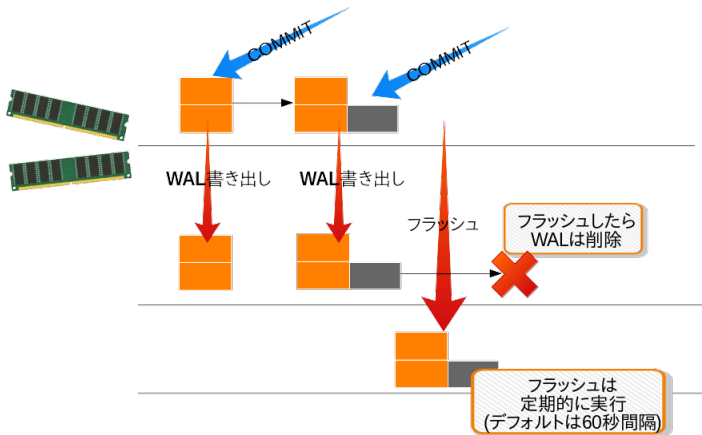 COMMIT
COMMIT
WAL書き出し
WAL書き出し
フラッシュ
フラッシュしたら
WALは削除
フラッシュは
定期的に実行
(デフォルトは60秒間隔)